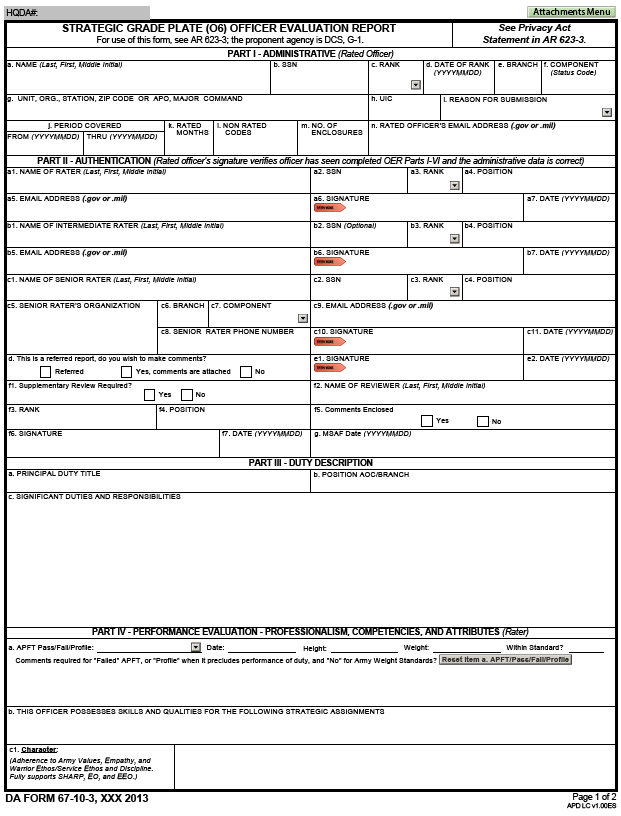 HQDA#:
Attachments Menu
STRATEGIC GRADE PLATE (O6) OFFICER EVALUATION REPORT
For use of this form, see AR 623-3; the proponent agency is DCS, G-1.
See Privacy Act
Statement in AR 623-3.
PART I - ADMINISTRATIVE (Rated Officer)
a. NAME (Last, First, Middle Initial)
b. SSN
c. RANK
d. DATE OF RANK
(YYYYMMDD)
e. BRANCH
f. COMPONENT
(Status Code)
g. UNIT, ORG., STATION, ZIP CODE OR APO, MAJOR COMMAND
h. UIC
i. REASON FOR SUBMISSION
j. PERIOD COVERED
FROM (YYYYMMDD)
THRU (YYYYMMDD)
k. RATED
MONTHS
l. NON RATED
CODES
m. NO. OF
ENCLOSURES
n. RATED OFFICER'S EMAIL ADDRESS (.gov or .mil)
PART II - AUTHENTICATION (Rated officer's signature verifies officer has seen completed OER Parts I-VI and the administrative data is correct)
a1. NAME OF RATER (Last, First, Middle Initial)
a2. SSN
a3. RANK
a4. POSITION
a5. EMAIL ADDRESS (.gov or .mil)
a6. SIGNATURE
a7. DATE (YYYYMMDD)
b1. NAME OF INTERMEDIATE RATER (Last, First, Middle Initial)
b2. SSN (Optional)
b3. RANK
b4. POSITION
b5. EMAIL ADDRESS (.gov or .mil)
b6. SIGNATURE
b7. DATE (YYYYMMDD)
c1. NAME OF SENIOR RATER (Last, First, Middle Initial)
c2. SSN
c3. RANK
c4. POSITION
c5. SENIOR RATER'S ORGANIZATION
c6. BRANCH
c7. COMPONENT
c9. EMAIL ADDRESS (.gov or .mil)
c8. SENIOR RATER PHONE NUMBER
c10. SIGNATURE
c11. DATE (YYYYMMDD)
d. This is a referred report, do you wish to make comments?
Referred
Yes, comments are attached
No
e1. SIGNATURE
e2. DATE (YYYYMMDD)
f1. Supplementary Review Required?
Yes
No
f2. NAME OF REVIEWER (Last, First, Middle Initial)
f3. RANK
f4. POSITION
f5. Comments Enclosed
Yes
No
f6. SIGNATURE
f7. DATE (YYYYMMDD)
g. MSAF Date (YYYYMMDD)
PART III - DUTY DESCRIPTION
a. PRINCIPAL DUTY TITLE
b. POSITION AOC/BRANCH
c. SIGNIFICANT DUTIES AND RESPONSIBILITIES
PART IV - PERFORMANCE EVALUATION - PROFESSIONALISM, COMPETENCIES, AND ATTRIBUTES (Rater)
a. APFT Pass/Fail/Profile:
Date:
Height:
Weight:
Within Standard?
Comments required for "Failed" APFT, or "Profile" when it precludes performance of duty, and "No" for Army Weight Standards?
Reset Item a. APFT/Pass/Fail/Profile
b. THIS OFFICER POSSESSES SKILLS AND QUALITIES FOR THE FOLLOWING STRATEGIC ASSIGNMENTS
c1. Character:
(Adherence to Army Values, Empathy, and
Warrior Ethos/Service Ethos and Discipline.
Fully supports SHARP, EO, and EEO.)
DA FORM 67-10-3, XXX 2013
Page 1 of 2
APD LC v1.00ES